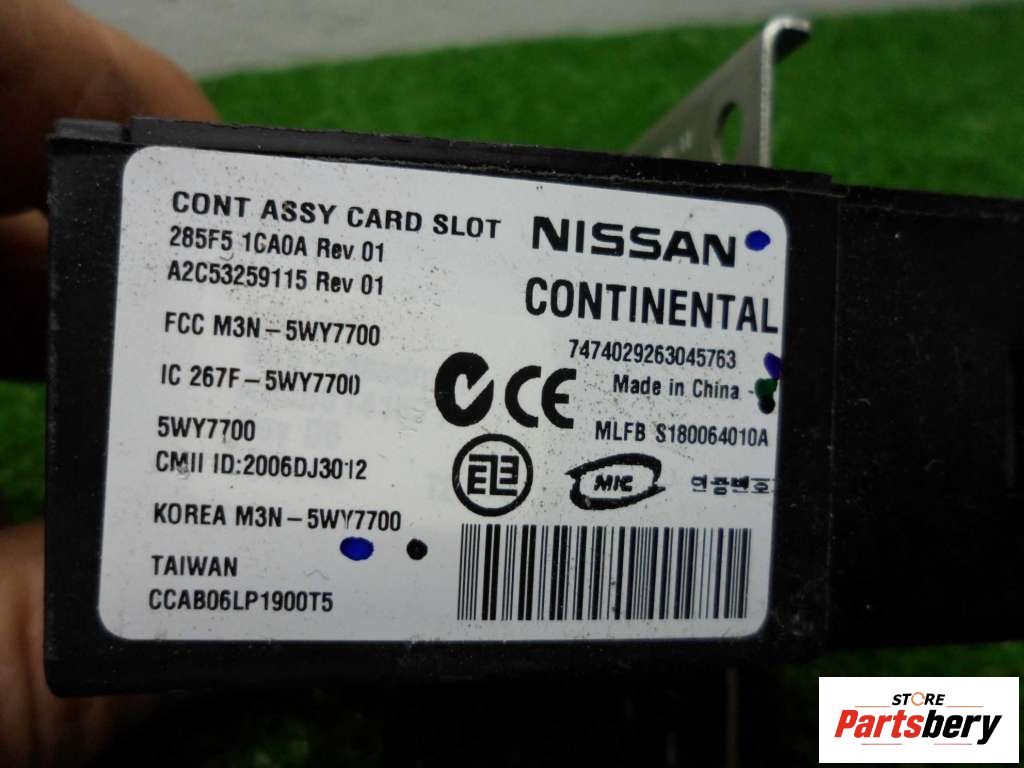 CONT ASSY CARD SLOT
285F5 1CA0A Rev 01
A2C53259115 Rev 01
FCC M3N-5WY7700
IC 267F-5WY7700
5WY7700
CMII ID:2006DJ3012
KOREA M3N-5WY7700
TAIWAN
CCAB06LP1900T5
NISSAN
CONTINENTAL
7474029263045763
Made in China
CE
MLFB S180064010A
MIC
STORE
Partsbery